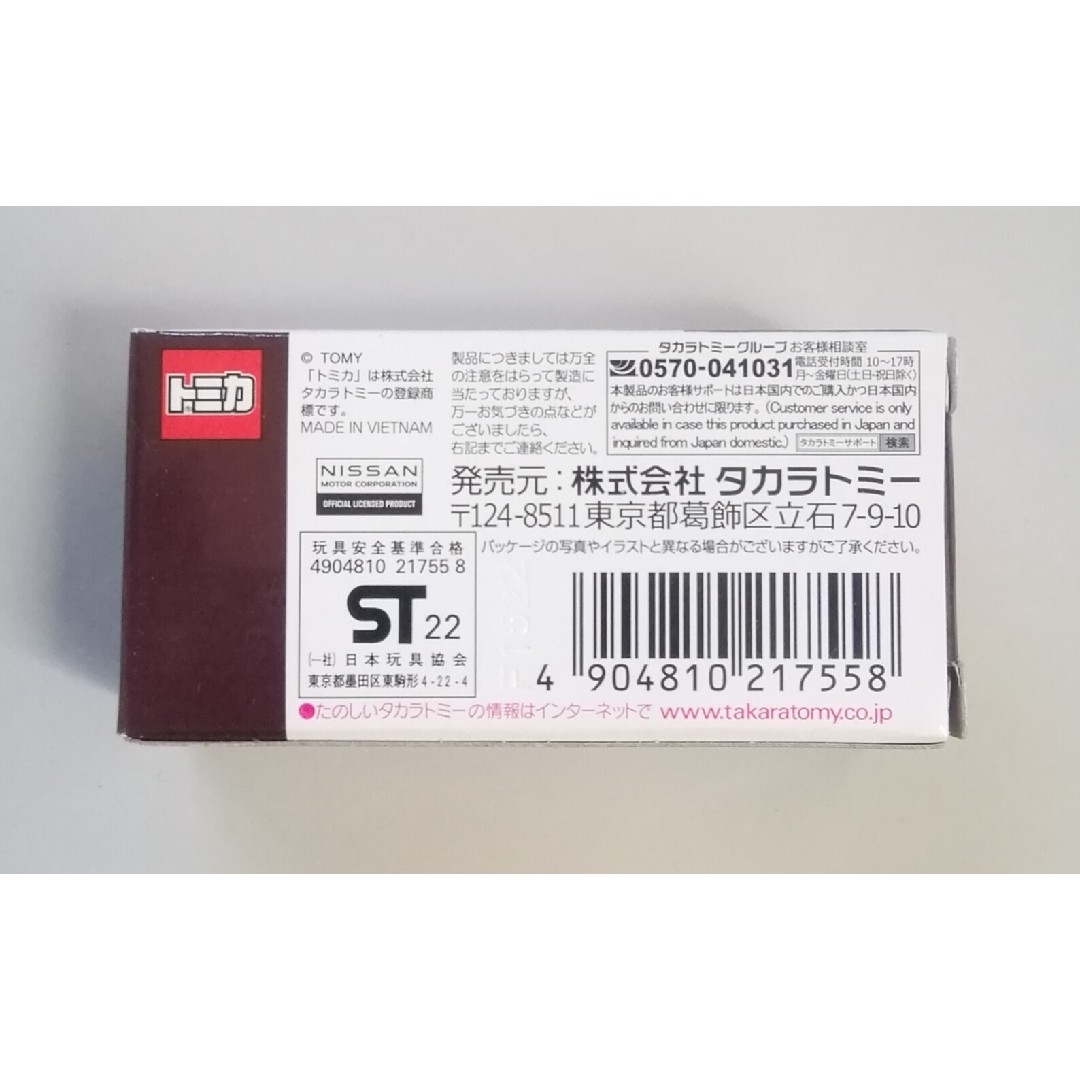 トミカ
© TOMY
「トミカ」は株式会社
タカラトミーの登録商
標です。
MADE IN VIETNAM
製品につきましては万全
の注意をはらって製造に
当たっておりますが、
万一お気づきの点などが
ございましたら、
右記までご連絡ください。
タカラトミーグループお客様相談室
0570-041031
電話受付時間 10〜17時
月〜金曜日(土日・祝日除く)
本製品のお客様サポートは日本国内でのご購入かつ日本国内
からのお問い合わせに限ります。(Customer service is only
available in case this product purchased in Japan and
inquired from Japan domestic.) タカラトミーサポート 検索
NISSAN
MOTOR CORPORATION
OFFICIAL LICENSED PRODUCT
発売元：株式会社 タカラトミー
〒124-8511東京都葛飾区立石7-9-10
パッケージの写真やイラストと異なる場合がございますがご了承ください。
玩具安全基準合格
4904810 21755 8
ST 22
(一社)日本玩具協会
東京都墨田区東駒形4-22-4
4 904810 217558
●たのしいタカラトミーの情報はインターネットで www.takaratomy.co.jp